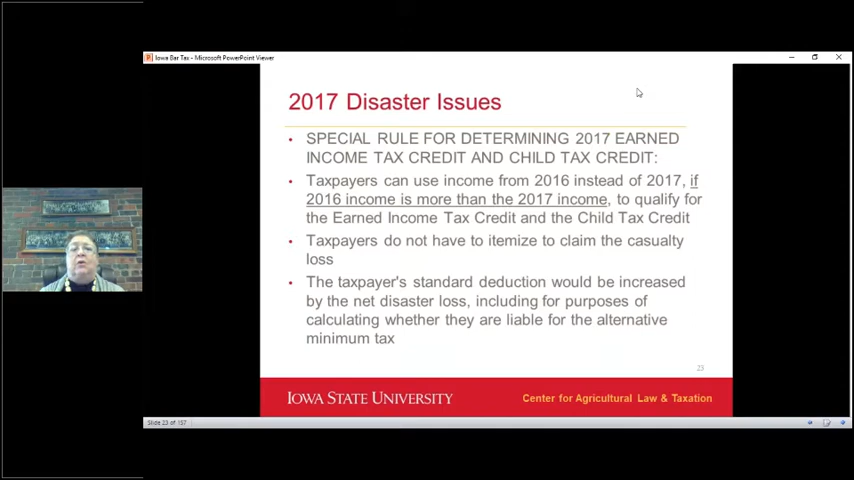 Iowa Bar Tax - Microsoft PowerPoint Viewer
2017 Disaster Issues
• SPECIAL RULE FOR DETERMINING 2017 EARNED
INCOME TAX CREDIT AND CHILD TAX CREDIT:
• Taxpayers can use income from 2016 instead of 2017, if
2016 income is more than the 2017 income, to qualify for
the Earned Income Tax Credit and the Child Tax Credit
• Taxpayers do not have to itemize to claim the casualty
loss
• The taxpayer's standard deduction would be increased
by the net disaster loss, including for purposes of
calculating whether they are liable for the alternative
minimum tax
23
IOWA STATE UNIVERSITY
Center for Agricultural Law & Taxation
Slide 23 of 157